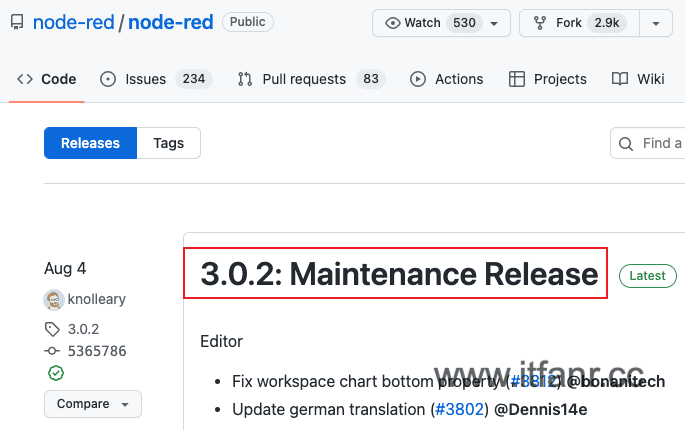 node-red / node-red Public
Watch 530
Fork 2.9k
Code
Issues 234
Pull requests 83
Actions
Projects
Wiki
Releases
Tags
Find a
Aug 4
knolleary
3.0.2
5365786
Compare
3.0.2: Maintenance Release
Latest
Editor
www.itfanr.cc
Fix workspace chart bottom property (#3812) @bonanitech
Update german translation (#3802) @Dennis14e